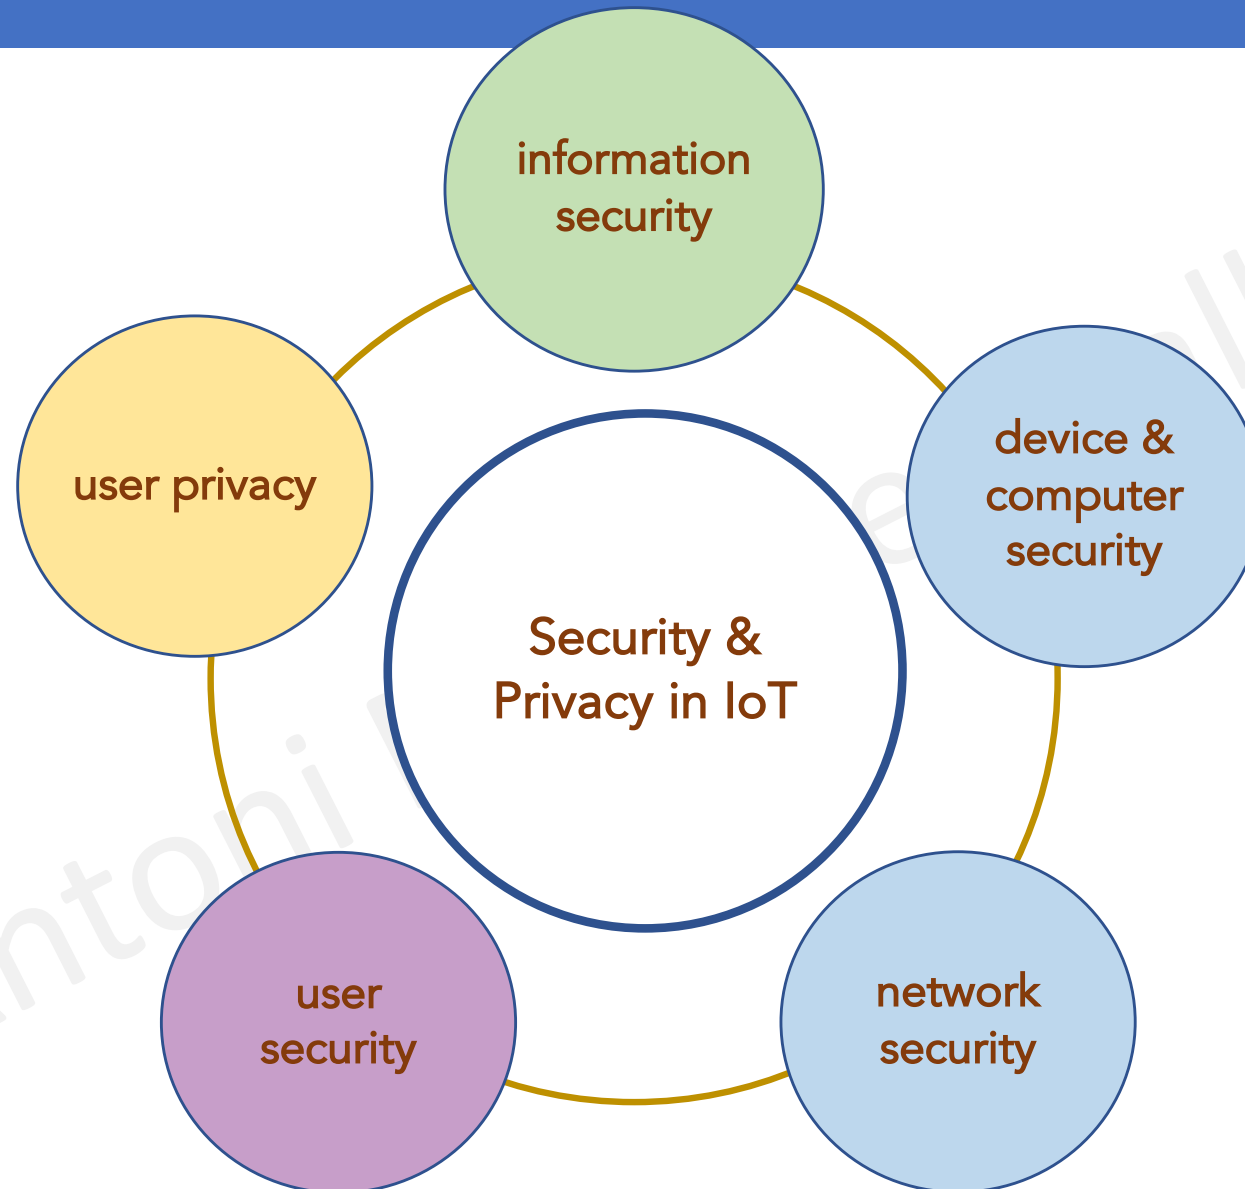 information
security
device &
computer
security
user privacy
Security &
Privacy in IoT
network
security
user
security